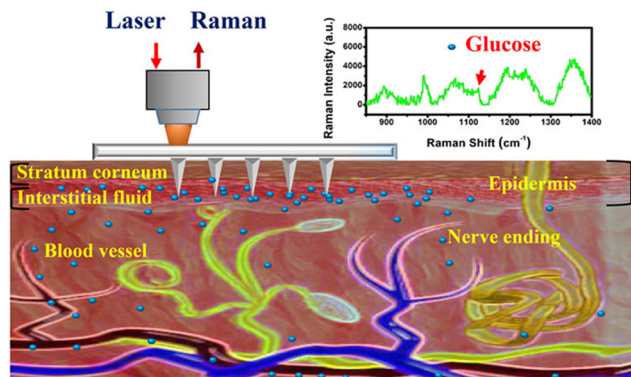 Laser Raman
Glucose
Raman Intensity (a.u.)
8000
6000
4000
2000
0
900 1000 1100 1200 1300 1400
Raman Shift (cm⁻¹)
Stratum corneum
Interstitial fluid
Epidermis
Blood vessel
Nerve ending